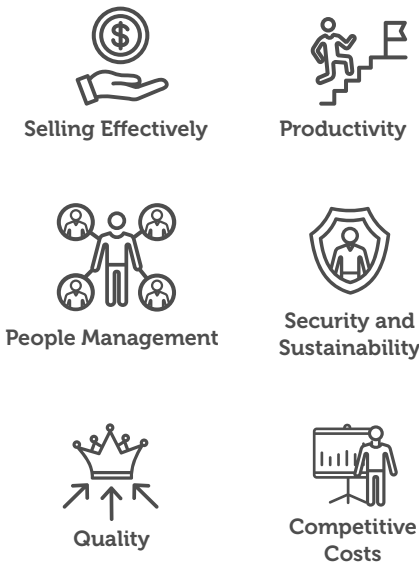 Selling Effectively
Productivity
People Management
Security and
Sustainability
Quality
Competitive
Costs